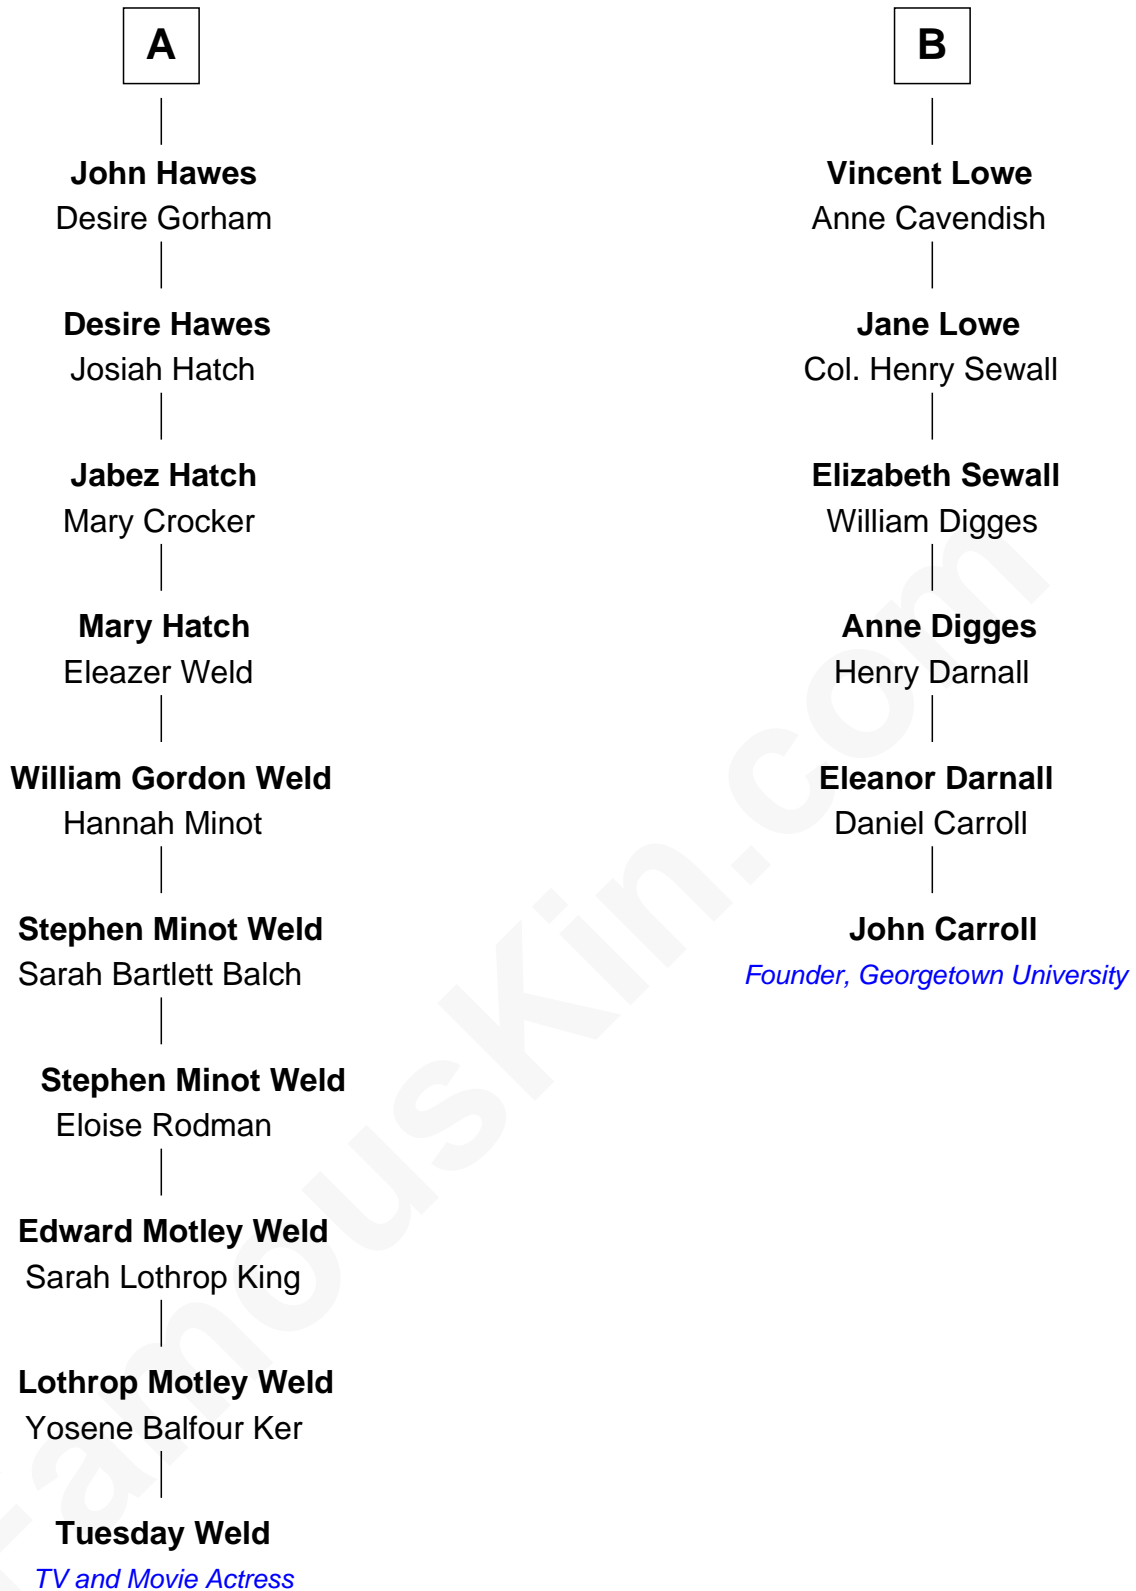 A
John Hawes
Desire Gorham
Desire Hawes
Josiah Hatch
Jabez Hatch
Mary Crocker
Mary Hatch
Eleazer Weld
William Gordon Weld
Hannah Minot
Stephen Minot Weld
Sarah Bartlett Balch
Stephen Minot Weld
Eloise Rodman
Edward Motley Weld
Sarah Lothrop King
Lothrop Motley Weld
Yosene Balfour Ker
Tuesday Weld
TV and Movie Actress
B
Vincent Lowe
Anne Cavendish
Jane Lowe
Col. Henry Sewall
Elizabeth Sewall
William Digges
Anne Digges
Henry Darnall
Eleanor Darnall
Daniel Carroll
John Carroll
Founder, Georgetown University
FamousKin.com